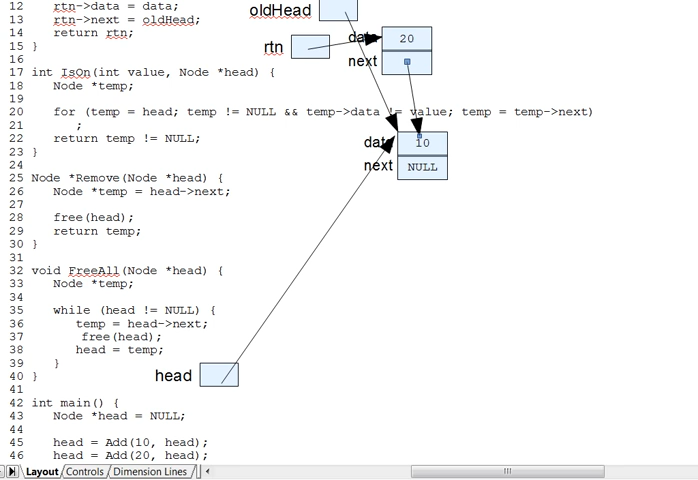 12 rtn->data = data;
13 rtn->next = oldHead;
14 return rtn;
15 }
16
17 int IsOn(int value, Node *head) {
18 Node *temp;
19
20 for (temp = head; temp != NULL && temp->data != value; temp = temp->next)
21 ;
22 return temp != NULL;
23 }
24
25 Node *Remove(Node *head) {
26 Node *temp = head->next;
27
28 free(head);
29 return temp;
30 }
31
32 void FreeAll(Node *head) {
33 Node *temp;
34
35 while (head != NULL) {
36 temp = head->next;
37 free(head);
38 head = temp;
39 }
40 }
41
42 int main() {
43 Node *head = NULL;
44
45 head = Add(10, head);
46 head = Add(20, head);
oldHead
rtn
data 20
next
data 10
next NULL
head
Layout Controls Dimension Lines